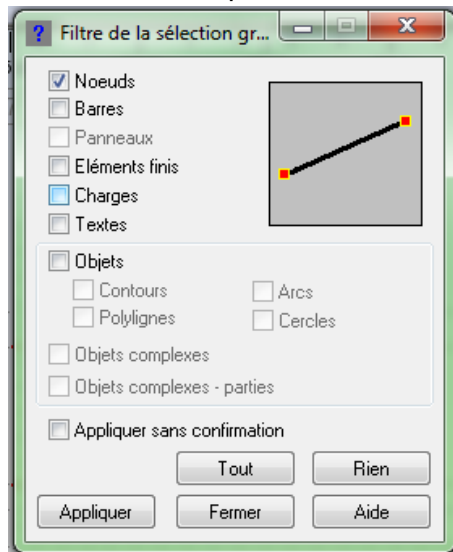 Filtre de la sélection gr...
Noeuds
Barres
Panneaux
Eléments finis
Charges
Textes
Objets
Contours Arcs
Polylignes Cercles
Objets complexes
Objets complexes - parties
Appliquer sans confirmation
Tout Rien
Appliquer Fermer Aide